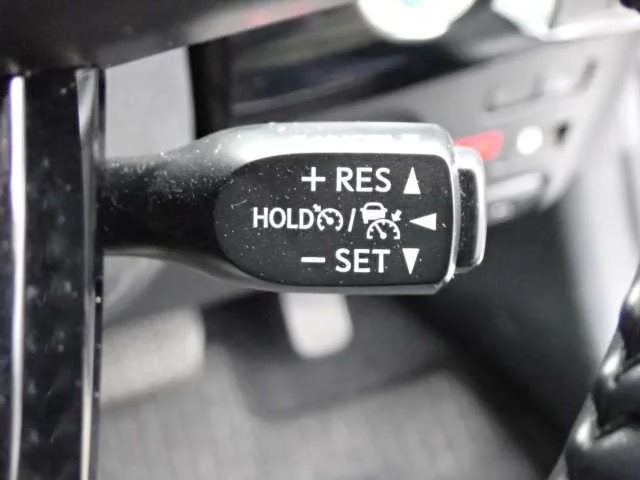 + RES ▲
HOLD / ◀
− SET ▼